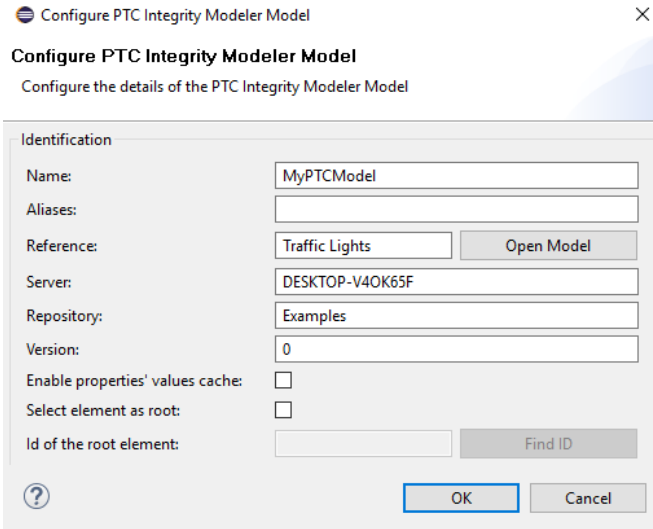 Configure PTC Integrity Modeler Model
Configure PTC Integrity Modeler Model
Configure the details of the PTC Integrity Modeler Model
Identification
Name: MyPTCModel
Aliases:
Reference: Traffic Lights Open Model
Server: DESKTOP-V4OK65F
Repository: Examples
Version: 0
Enable properties' values cache:
Select element as root:
Id of the root element: Find ID
? OK Cancel